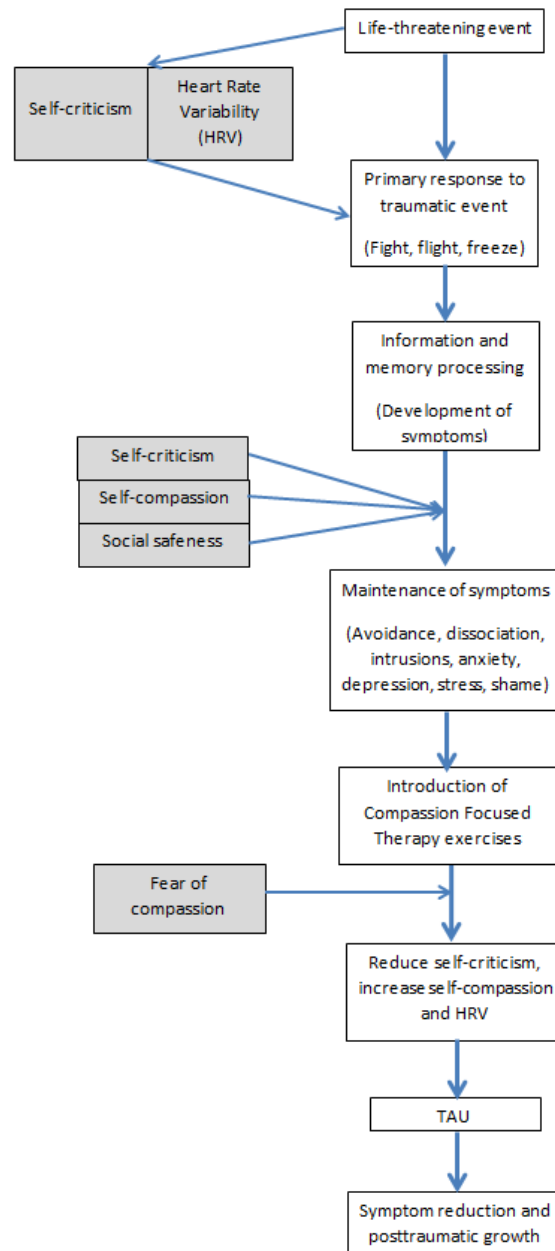 Life-threatening event
Self-criticism
Heart Rate
Variability
(HRV)
Primary response to
traumatic event
(Fight, flight, freeze)
Information and
memory processing
(Development of
symptoms)
Self-criticism
Self-compassion
Social safeness
Maintenance of symptoms
(Avoidance, dissociation,
intrusions, anxiety,
depression, stress, shame)
Introduction of
Compassion Focused
Therapy exercises
Fear of
compassion
Reduce self-criticism,
increase self-compassion
and HRV
TAU
Symptom reduction and
posttraumatic growth